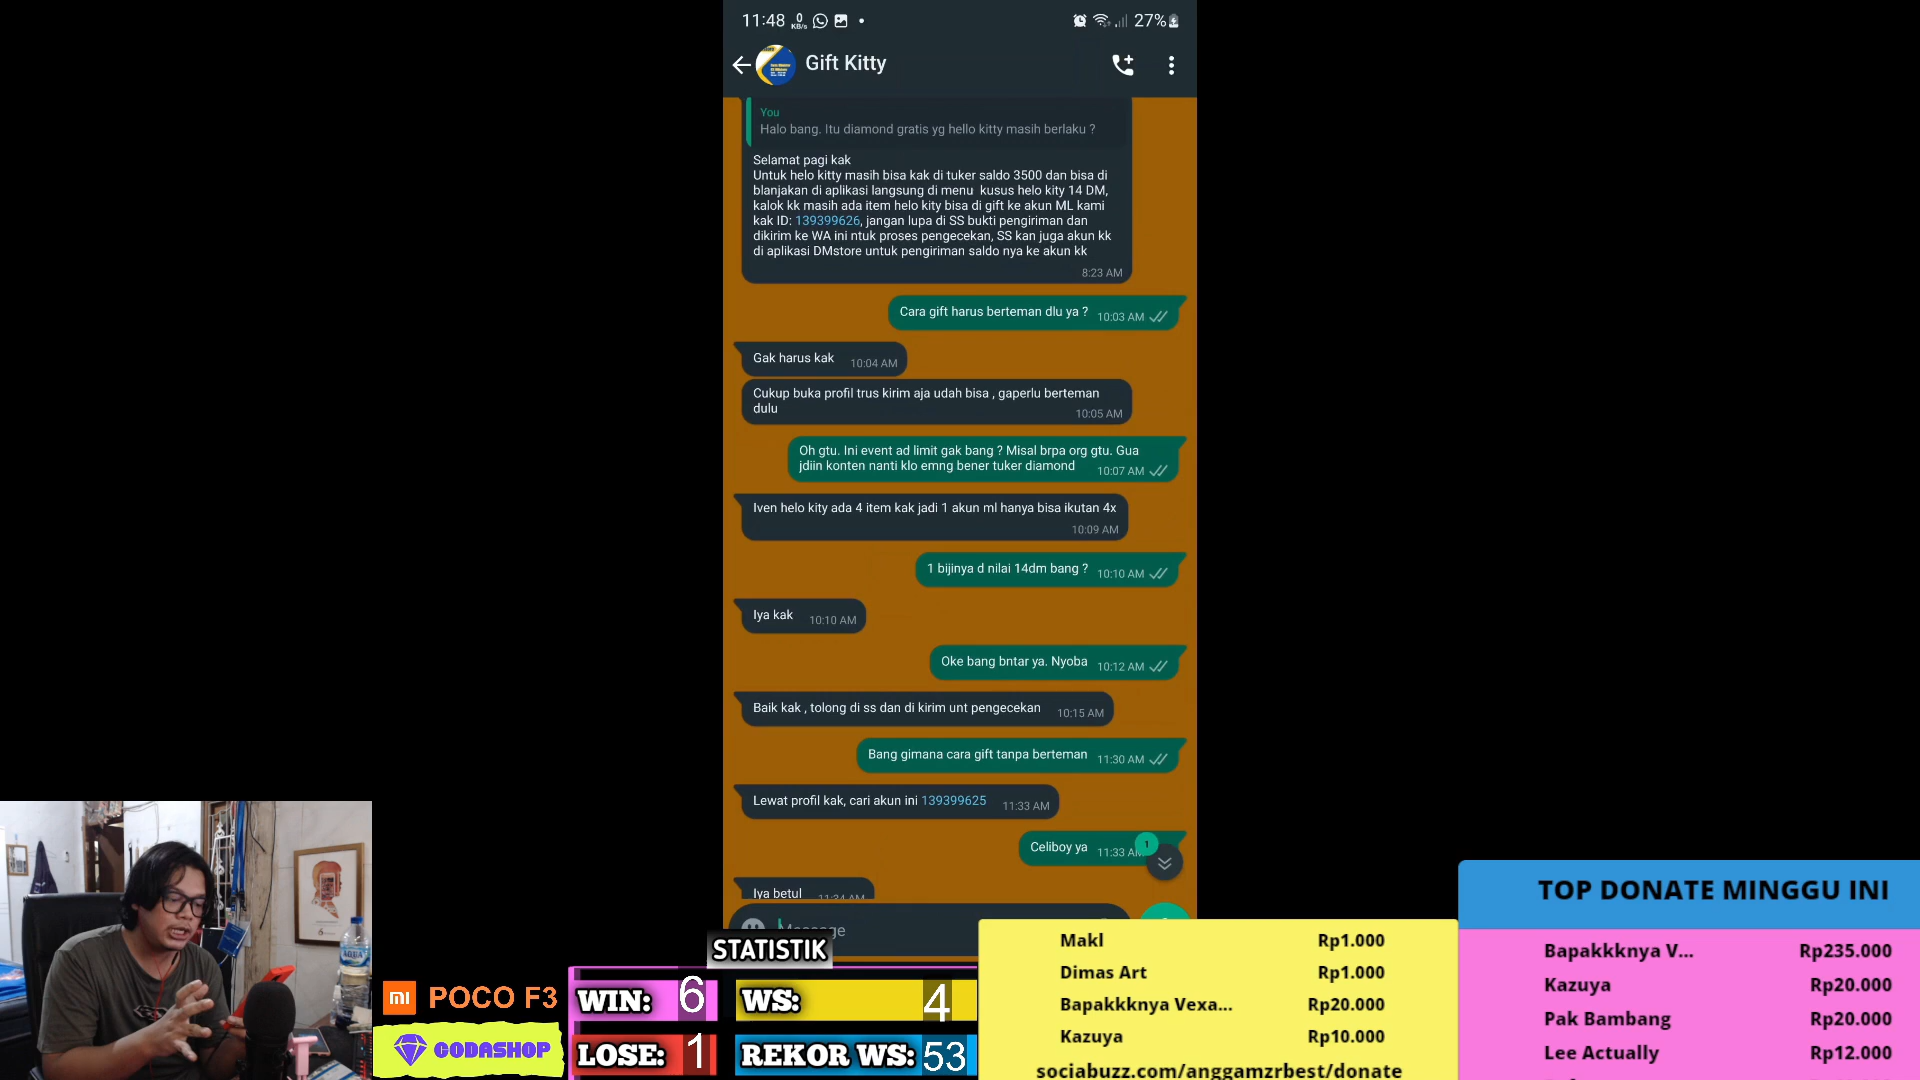 11:48
0
KB/s
27%
Gift Kitty
You
Halo bang. Itu diamond gratis yg hello kitty masih berlaku ?
Selamat pagi kak
Untuk helo kitty masih bisa kak di tuker saldo 3500 dan bisa di
blanjakan di aplikasi langsung di menu  kusus helo kity 14 DM,
kalok kk masih ada item helo kity bisa di gift ke akun ML kami
kak ID: 139399626, jangan lupa di SS bukti pengiriman dan
dikirim ke WA ini ntuk proses pengecekan, SS kan juga akun kk
di aplikasi DMstore untuk pengiriman saldo nya ke akun kk
8:23 AM
Cara gift harus berteman dlu ya ?
10:03 AM
Gak harus kak
10:04 AM
Cukup buka profil trus kirim aja udah bisa , gaperlu berteman
dulu
10:05 AM
Oh gtu. Ini event ad limit gak bang ? Misal brpa org gtu. Gua
jdiin konten nanti klo emng bener tuker diamond
10:07 AM
Iven helo kity ada 4 item kak jadi 1 akun ml hanya bisa ikutan 4x
10:09 AM
1 bijinya d nilai 14dm bang ?
10:10 AM
Iya kak
10:10 AM
Oke bang bntar ya. Nyoba
10:12 AM
Baik kak , tolong di ss dan di kirim unt pengecekan
10:15 AM
Bang gimana cara gift tanpa berteman
11:30 AM
Lewat profil kak, cari akun ini 139399625
11:33 AM
Celiboy ya
11:33 AM
1
Iya betul
11:34 AM
Message
STATISTIK
mi POCO F3
CODASHOP
WIN: 6
WS: 4
LOSE: 1
REKOR WS: 53
Makl Rp1.000
Dimas Art Rp1.000
Bapakkknya Vexa... Rp20.000
Kazuya Rp10.000
sociabuzz.com/anggamzrbest/donate
TOP DONATE MINGGU INI
Bapakkknya V... Rp235.000
Kazuya Rp20.000
Pak Bambang Rp20.000
Lee Actually Rp12.000